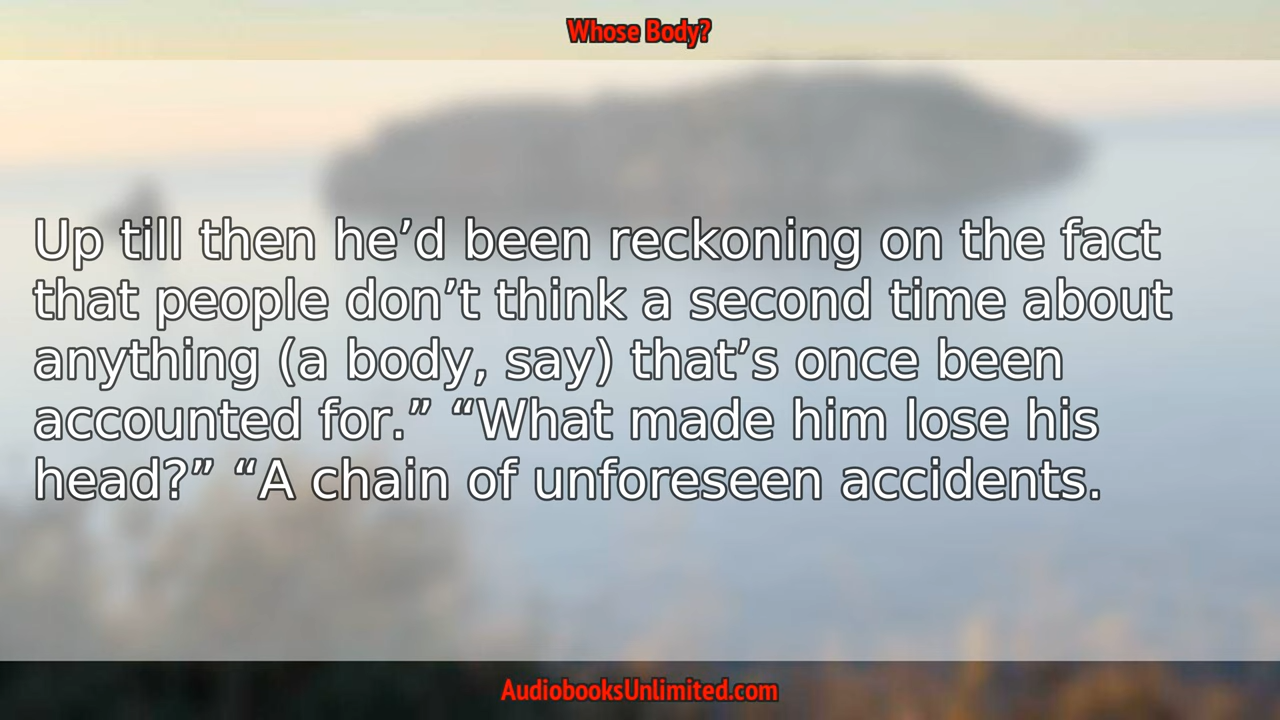 Whose Body?
Up till then he’d been reckoning on the fact
that people don’t think a second time about
anything (a body, say) that’s once been
accounted for.” “What made him lose his
head?” “A chain of unforeseen accidents.
AudiobooksUnlimited.com